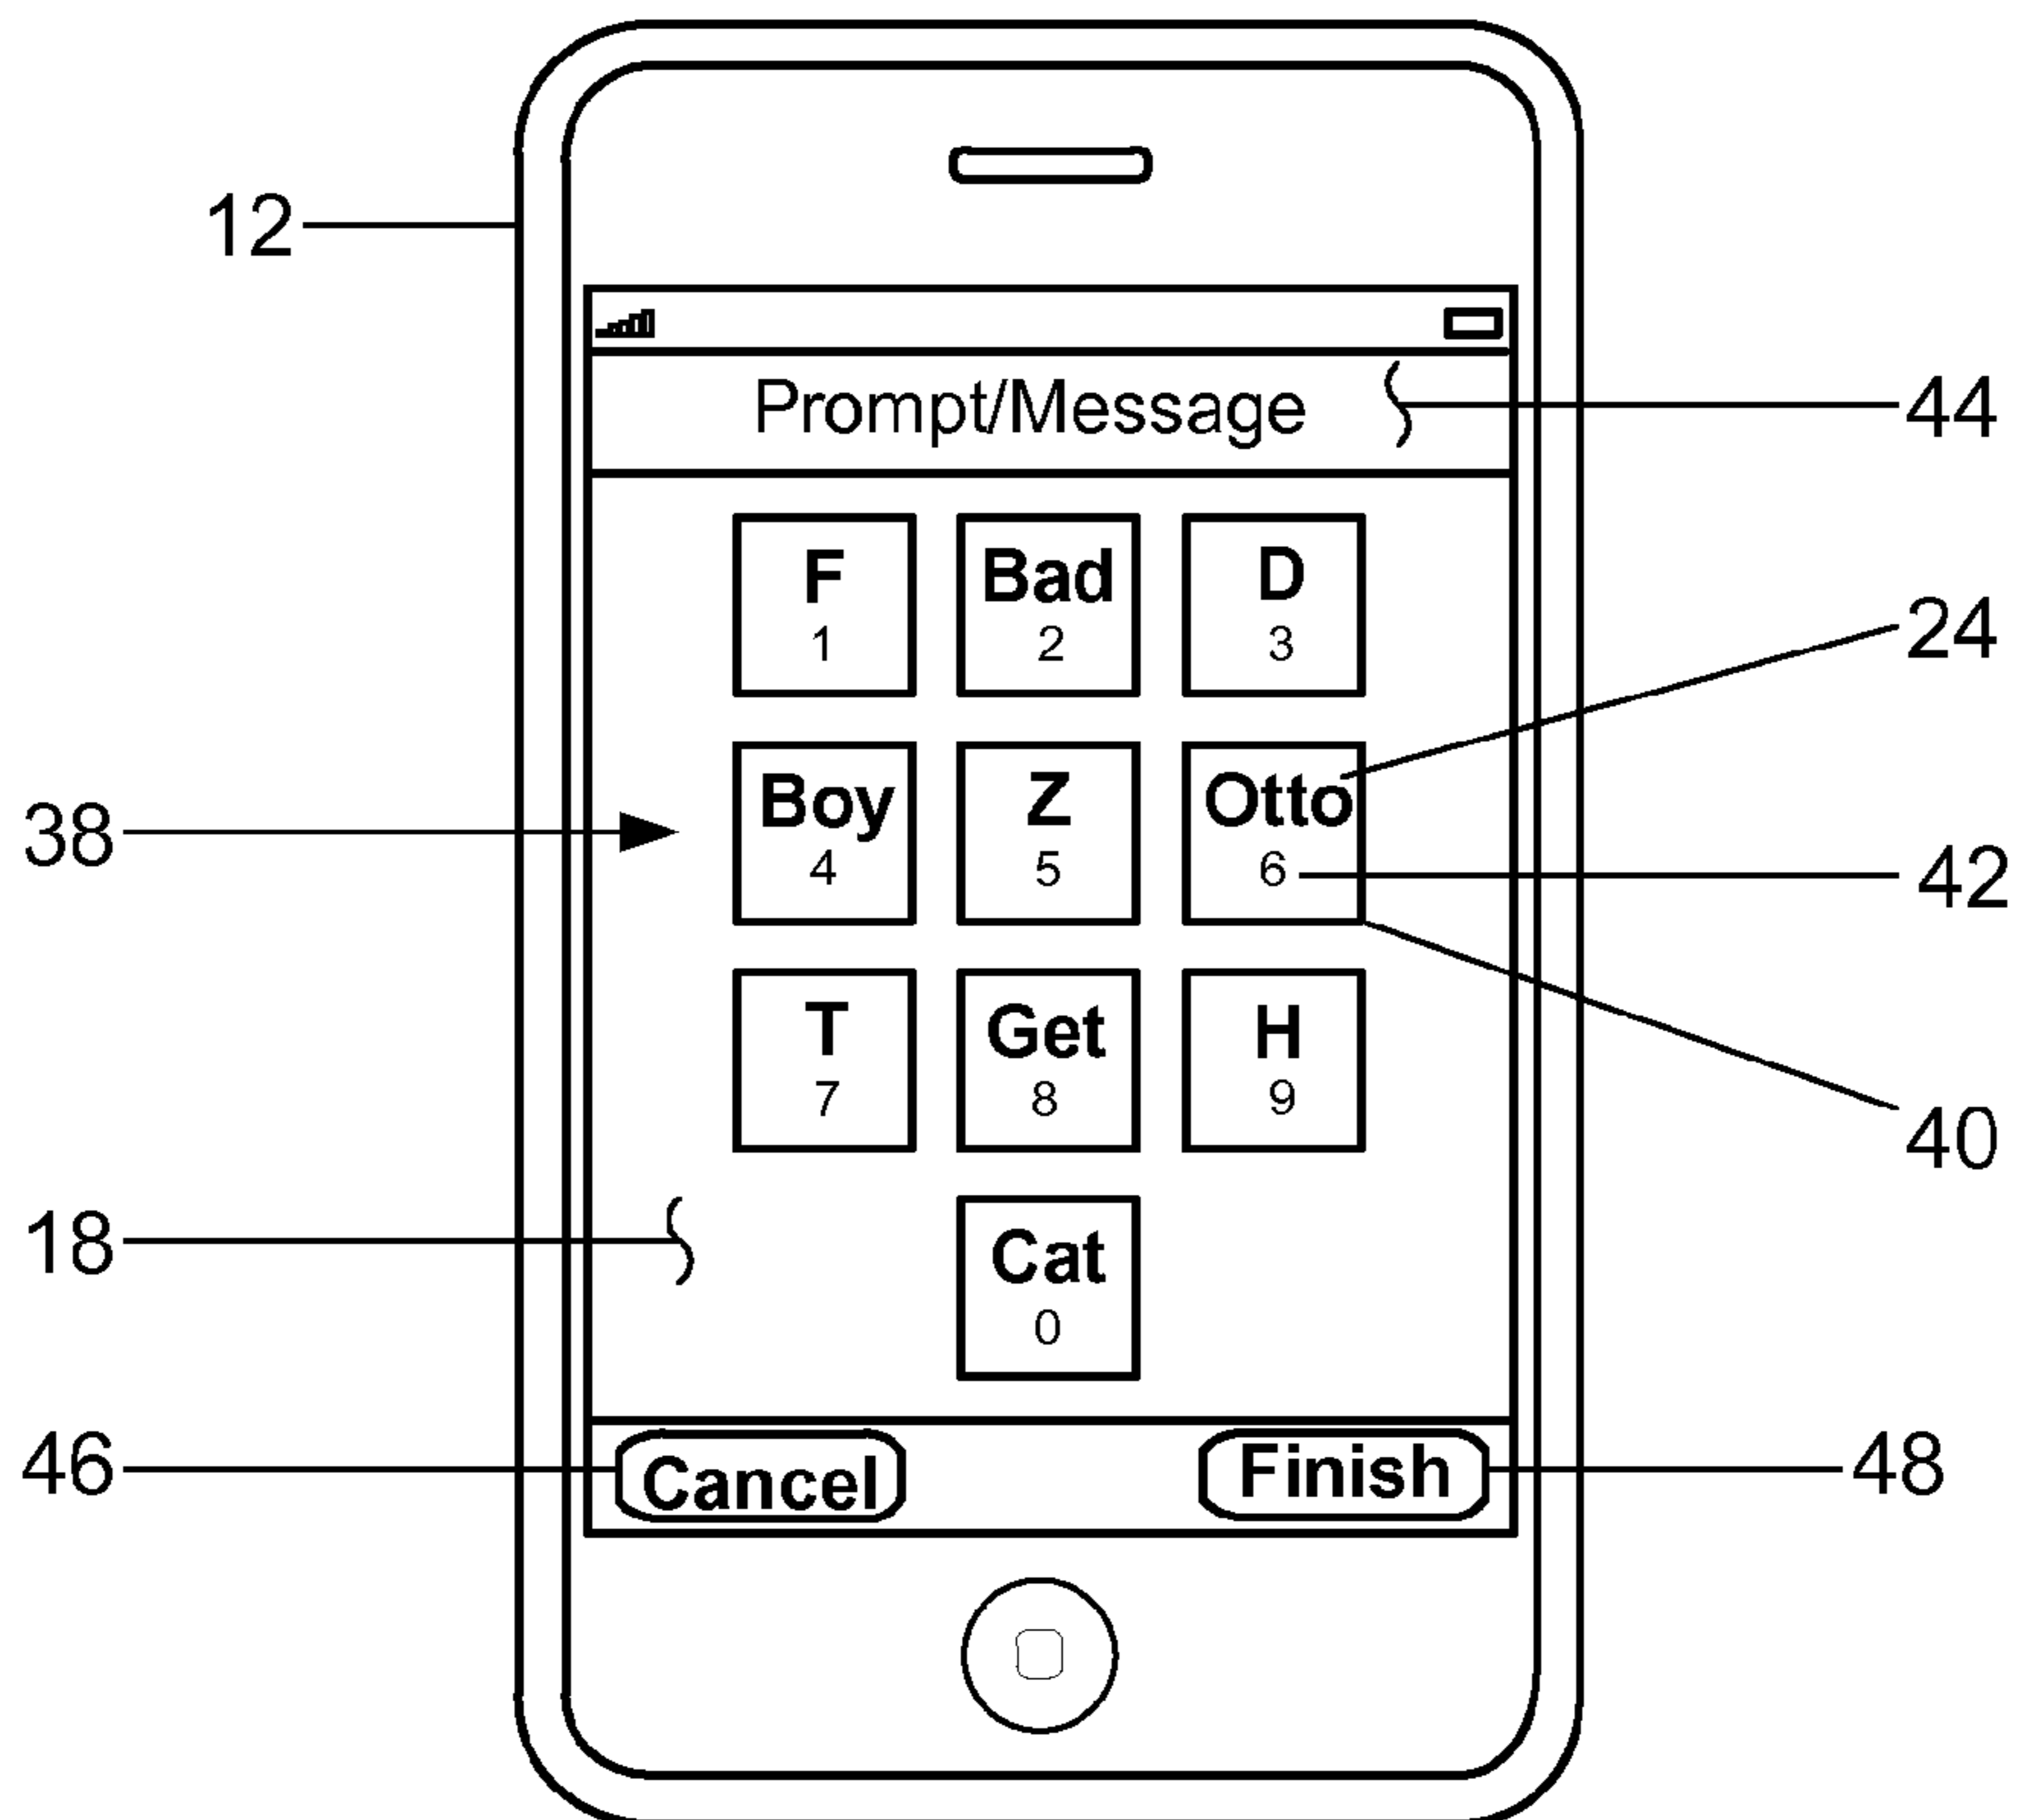 12
Prompt/Message
44
F Bad D
1 2 3
24
Boy Z Otto
38
4 5 6
42
T Get H
7 8 9
40
18
Cat
0
46
Cancel Finish
48